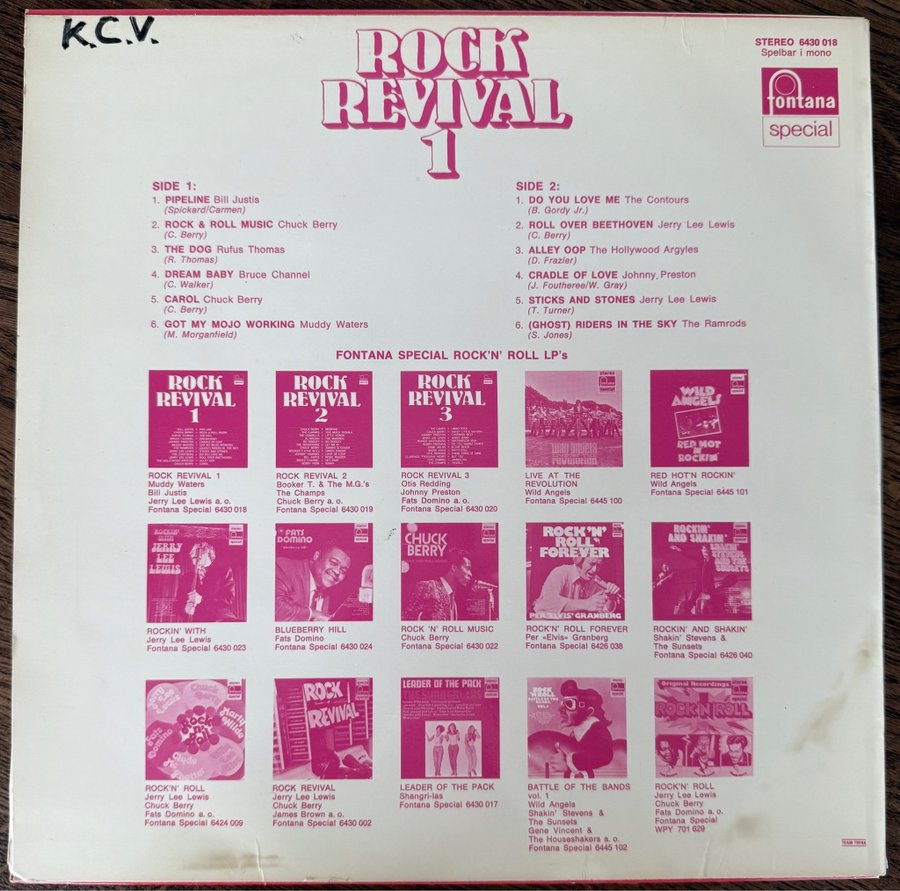 K.C.V.
ROCK
REVIVAL
1
STEREO 6430 018
Spelbar i mono
fontana
special
SIDE 1:
1. PIPELINE Bill Justis
(Spickard/Carmen)
2. ROCK & ROLL MUSIC Chuck Berry
(C. Berry)
3. THE DOG Rufus Thomas
(R. Thomas)
4. DREAM BABY Bruce Channel
(C. Walker)
5. CAROL Chuck Berry
(C. Berry)
6. GOT MY MOJO WORKING Muddy Waters
(M. Morganfield)
SIDE 2:
1. DO YOU LOVE ME The Contours
(B. Gordy Jr.)
2. ROLL OVER BEETHOVEN Jerry Lee Lewis
(C. Berry)
3. ALLEY OOP The Hollywood Argyles
(D. Frazier)
4. CRADLE OF LOVE Johnny Preston
(J. Foutheree/W. Gray)
5. STICKS AND STONES Jerry Lee Lewis
(T. Turner)
6. (GHOST) RIDERS IN THE SKY The Ramrods
(S. Jones)
FONTANA SPECIAL ROCK'N' ROLL LP's
ROCK
REVIVAL
1
ROCK
REVIVAL
2
ROCK
REVIVAL
3
WILD
ANGELS
RED HOT
N'
ROCKIN'
ROCK REVIVAL 1
Muddy Waters
Bill Justis
Jerry Lee Lewis a. o.
Fontana Special 6430 018
ROCK REVIVAL 2
Booker T. & The M.G.'s
The Champs
Chuck Berry a. o.
Fontana Special 6430 019
ROCK REVIVAL 3
Otis Redding
Johnny Preston
Fats Domino a. o.
Fontana Special 6430 020
LIVE AT THE
REVOLUTION
Wild Angels
Fontana Special 6445 100
RED HOT'N ROCKIN'
Wild Angels
Fontana Special 6445 101
ROCKIN'
WITH
JERRY
LEE
LEWIS
FATS
DOMINO
CHUCK
BERRY
ROCK'N'
ROLL
FOREVER
PER 'ELVIS' GRANBERG
ROCKIN'
AND SHAKIN'
SHAKIN'
STEVENS
AND THE
SUNSETS
ROCKIN' WITH
Jerry Lee Lewis
Fontana Special 6430 023
BLUEBERRY HILL
Fats Domino
Fontana Special 6430 024
ROCK 'N' ROLL MUSIC
Chuck Berry
Fontana Special 6430 022
ROCK'N' ROLL FOREVER
Per «Elvis» Granberg
Fontana Special 6426 038
ROCKIN' AND SHAKIN'
Shakin' Stevens &
The Sunsets
Fontana Special 6426 040
ROCK
REVIVAL
LEADER OF THE PACK
Original Recordings
ROCK'N ROLL
ROCK'N' ROLL
Jerry Lee Lewis
Chuck Berry
Fats Domino a. o.
Fontana Special 6424 009
ROCK REVIVAL
Jerry Lee Lewis
Chuck Berry
James Brown a. o.
Fontana Special 6430 002
LEADER OF THE PACK
Shangri-las
Fontana Special 6430 017
BATTLE OF THE BANDS
vol. 1
Wild Angels
Shakin' Stevens &
The Sunsets
Gene Vincent &
The Houseshakers a. o.
Fontana Special 6445 102
ROCK'N' ROLL
Jerry Lee Lewis
Chuck Berry
Fats Domino a. o.
Fontana Special
WPY 701 629